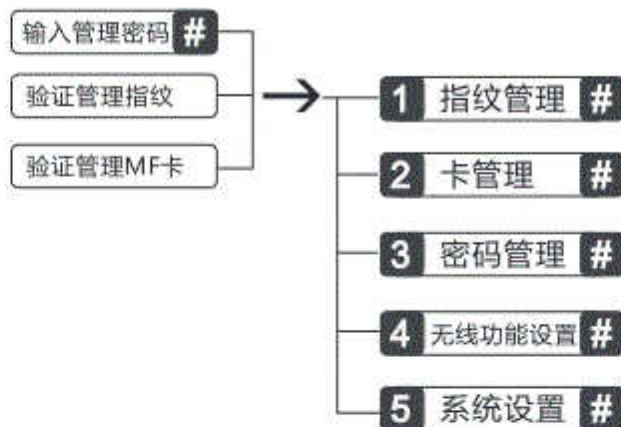 输入管理密码 #
验证管理指纹
验证管理MF卡
1 指纹管理 #
2 卡管理 #
3 密码管理 #
4 无线功能设置 #
5 系统设置 #